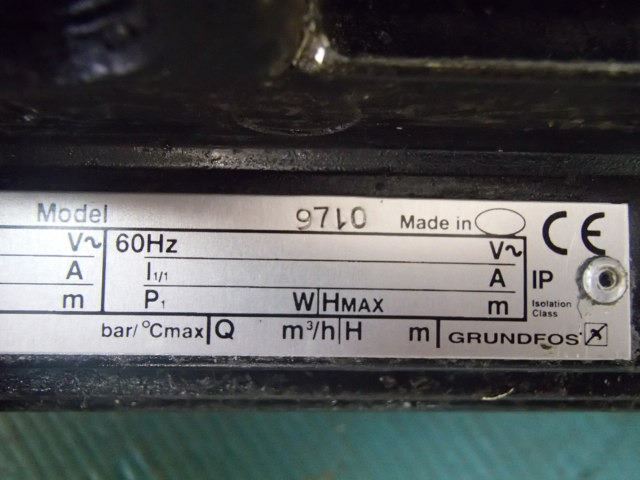 Model 9710 Made in CE
V~ 60Hz V~
A I1/1 A IP
m P1 W HMAX m Isolation Class
bar/°Cmax Q m³/h H m GRUNDFOS